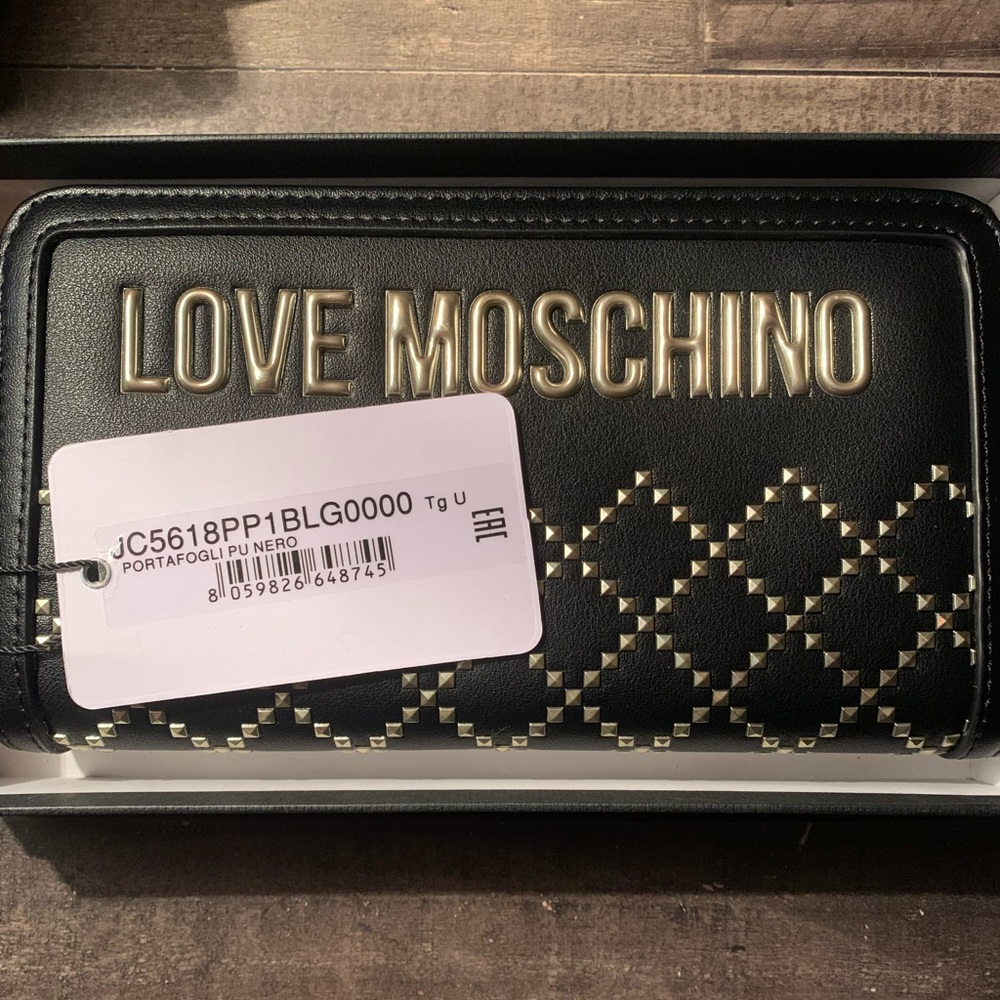 LOVE MOSCHINO
JC5618PP1BLG0000 Tg U
PORTAFOGLI PU NERO
8 059826 648745
EAC